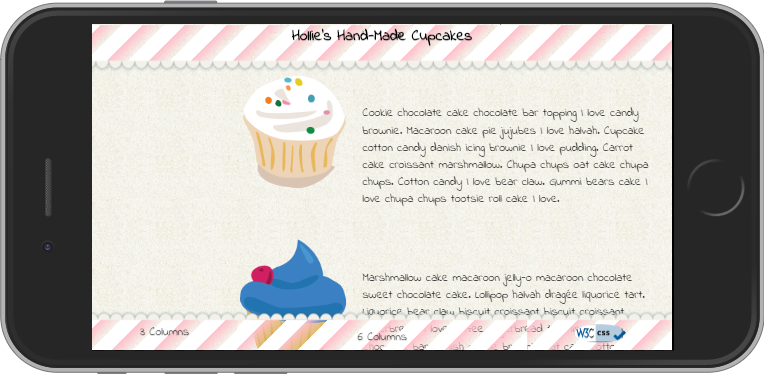 Hollie's Hand-Made Cupcakes
Cookie chocolate cake chocolate bar topping I love candy
brownie. Macaroon cake pie jujubes I love halvah. Cupcake
cotton candy danish icing brownie I love pudding. Carrot
cake croissant marshmallow. Chupa chups oat cake chupa
chups. Cotton candy I love bear claw. Gummi bears cake I
love chupa chups tootsie roll cake I love.
Marshmallow cake macaroon jelly-o macaroon chocolate
sweet chocolate cake. Lollipop halvah dragée liquorice tart.
Liquorice bear claw biscuit croissant biscuit croissant
3 Columns
6 Columns
W3C css